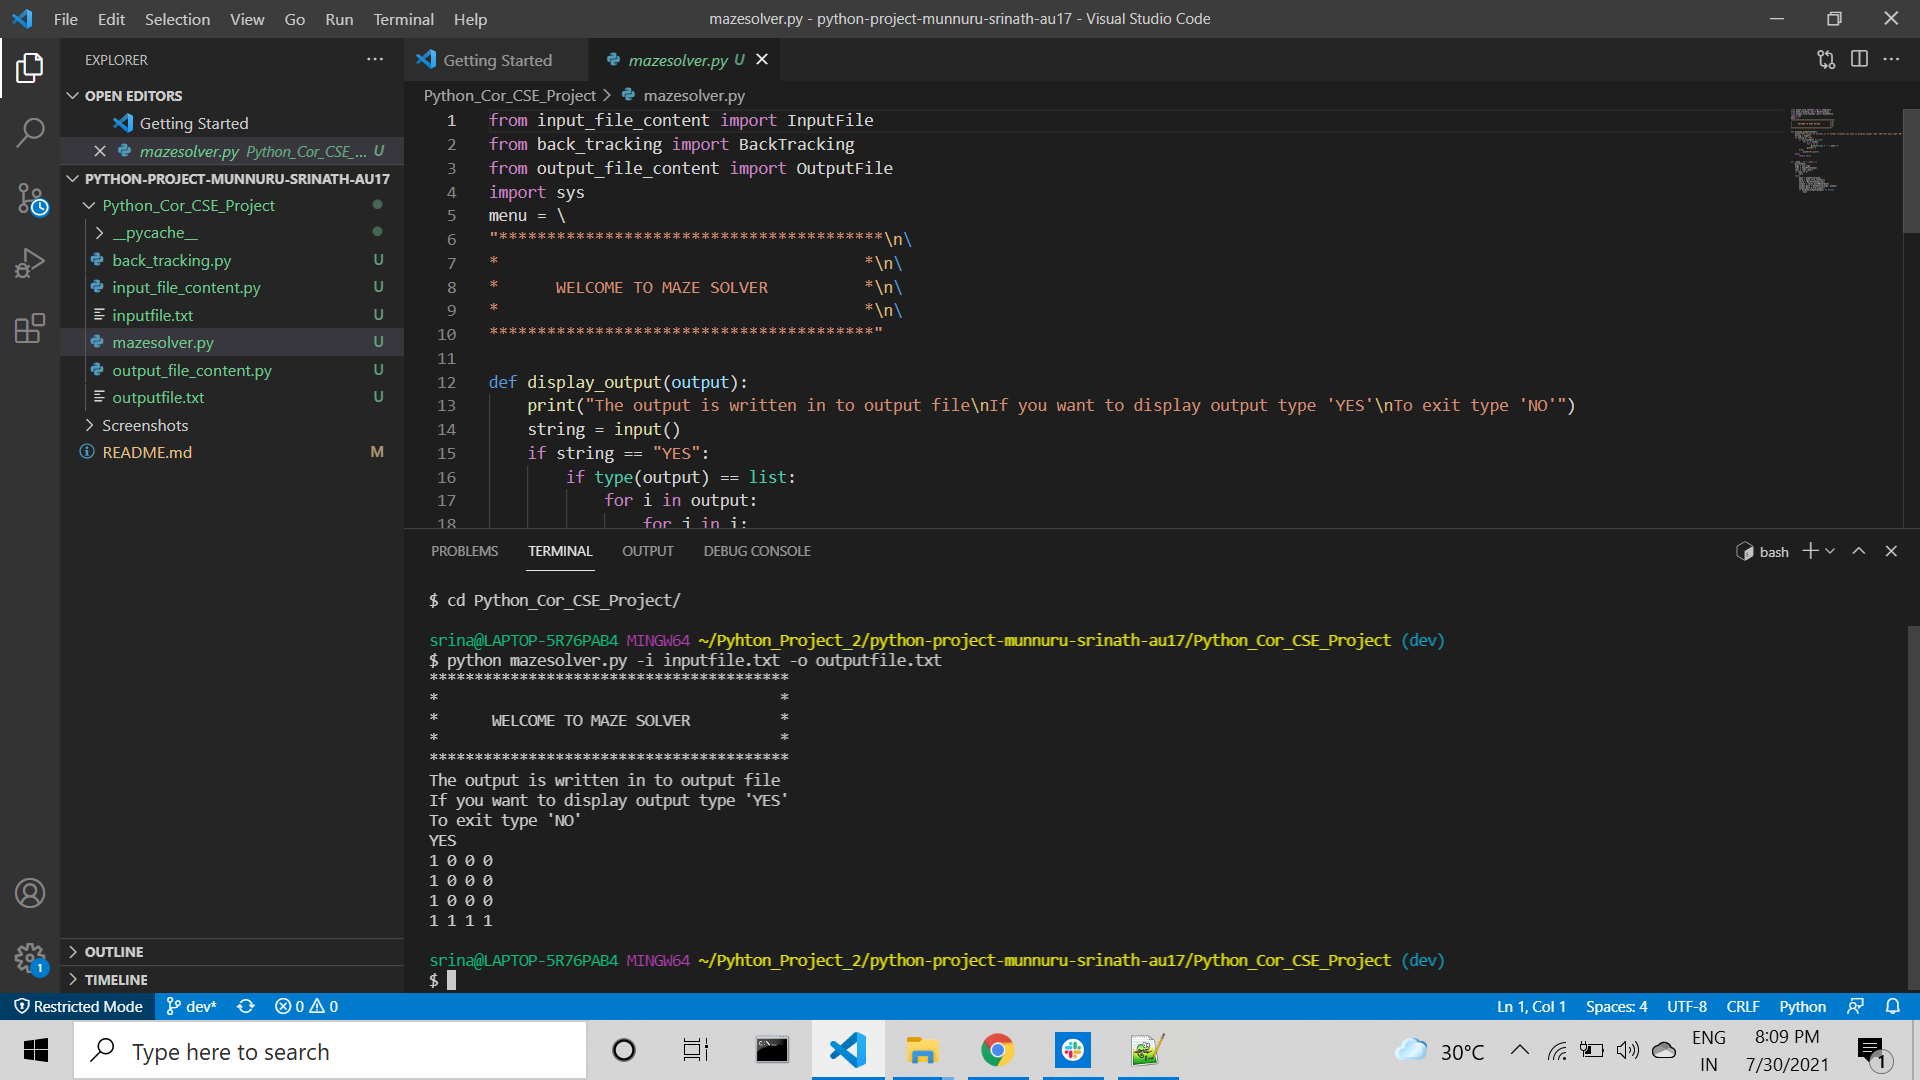 File Edit Selection View Go Run Terminal Help
mazesolver.py - python-project-munnuru-srinath-au17 - Visual Studio Code
EXPLORER
OPEN EDITORS
Getting Started
mazesolver.py Python_Cor_CSE_... U
PYTHON-PROJECT-MUNNURU-SRINATH-AU17
Python_Cor_CSE_Project
__pycache__
back_tracking.py U
input_file_content.py U
inputfile.txt U
mazesolver.py U
output_file_content.py U
outputfile.txt U
Screenshots
README.md M
OUTLINE
TIMELINE
Getting Started
mazesolver.py U
Python_Cor_CSE_Project > mazesolver.py
1 from input_file_content import InputFile
2 from back_tracking import BackTracking
3 from output_file_content import OutputFile
4 import sys
5 menu = \
6 "****************************************\n\
7 * *\n\
8 * WELCOME TO MAZE SOLVER *\n\
9 * *\n\
10 ****************************************"
11
12 def display_output(output):
13 print("The output is written in to output file\nIf you want to display output type 'YES'\nTo exit type 'NO'")
14 string = input()
15 if string == "YES":
16 if type(output) == list:
17 for i in output:
18 for j in i:
PROBLEMS TERMINAL OUTPUT DEBUG CONSOLE
bash
$ cd Python_Cor_CSE_Project/
srina@LAPTOP-5R76PAB4 MINGW64 ~/Pyhton_Project_2/python-project-munnuru-srinath-au17/Python_Cor_CSE_Project (dev)
$ python mazesolver.py -i inputfile.txt -o outputfile.txt
****************************************
* *
* WELCOME TO MAZE SOLVER *
* *
****************************************
The output is written in to output file
If you want to display output type 'YES'
To exit type 'NO'
YES
1 0 0 0
1 0 0 0
1 0 0 0
1 1 1 1
srina@LAPTOP-5R76PAB4 MINGW64 ~/Pyhton_Project_2/python-project-munnuru-srinath-au17/Python_Cor_CSE_Project (dev)
$
1
Restricted Mode dev* 0 0
Ln 1, Col 1 Spaces: 4 UTF-8 CRLF Python
Type here to search
30°C
ENG
IN
8:09 PM
7/30/2021
1